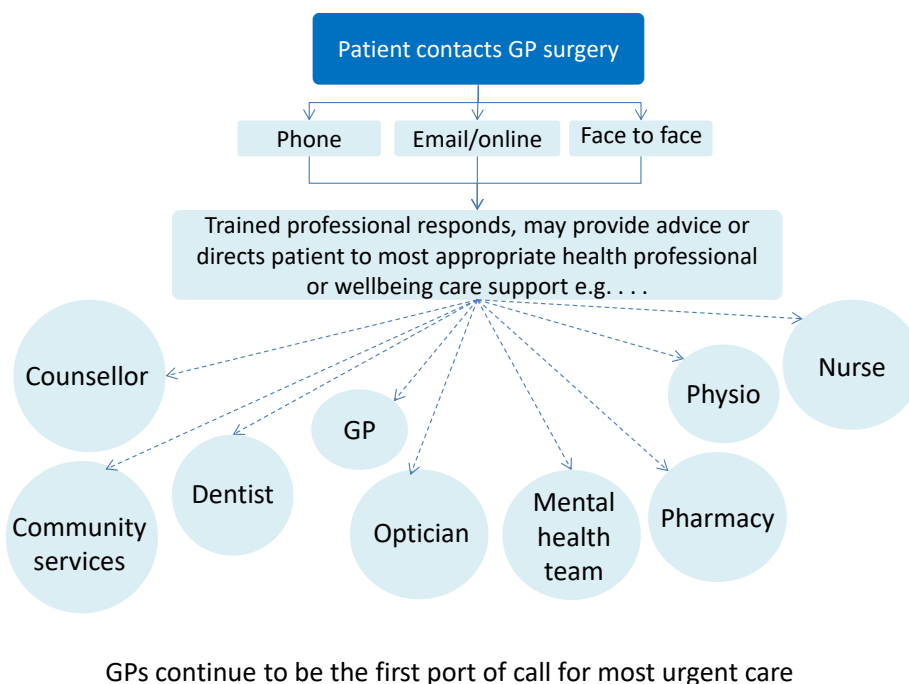 Patient contacts GP surgery
Phone
Email/online
Face to face
Trained professional responds, may provide advice or
directs patient to most appropriate health professional
or wellbeing care support e.g. . . .
Counsellor
Nurse
Physio
GP
Dentist
Community
services
Optician
Mental
health
team
Pharmacy
GPs continue to be the first port of call for most urgent care